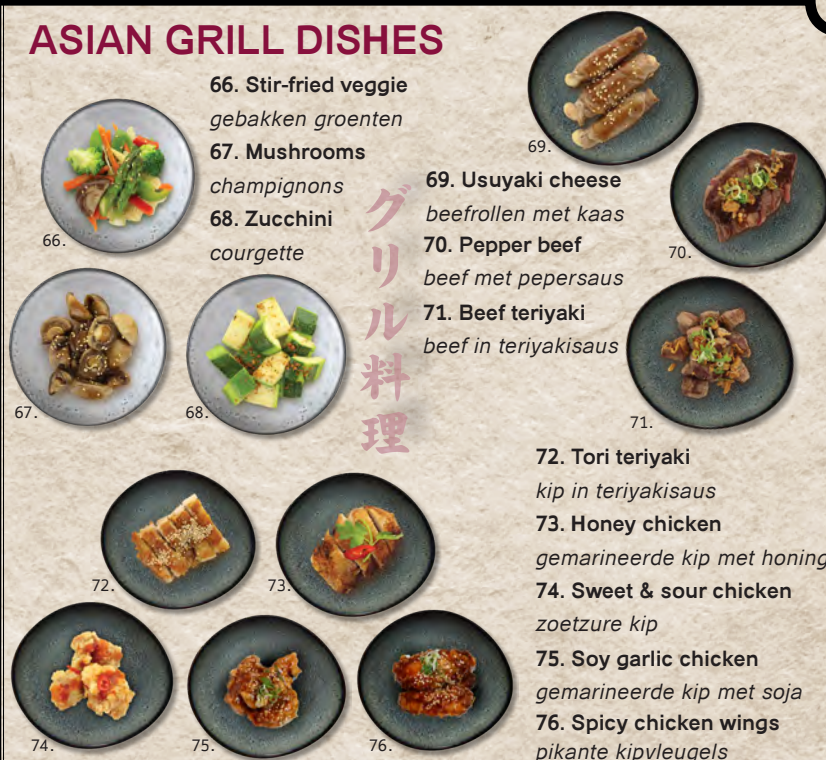 ASIAN GRILL DISHES
66. Stir-fried veggie
gebakken groenten
67. Mushrooms
champignons
68. Zucchini
courgette
66.
67.
68.
グリル料理
69.
69. Usuyaki cheese
beefrollen met kaas
70. Pepper beef
beef met pepersaus
71. Beef teriyaki
beef in teriyakisaus
70.
71.
72. Tori teriyaki
kip in teriyakisaus
73. Honey chicken
gemarineerde kip met honing
74. Sweet & sour chicken
zoetzure kip
75. Soy garlic chicken
gemarineerde kip met soja
76. Spicy chicken wings
pikante kipvleugels
72.
73.
74.
75.
76.